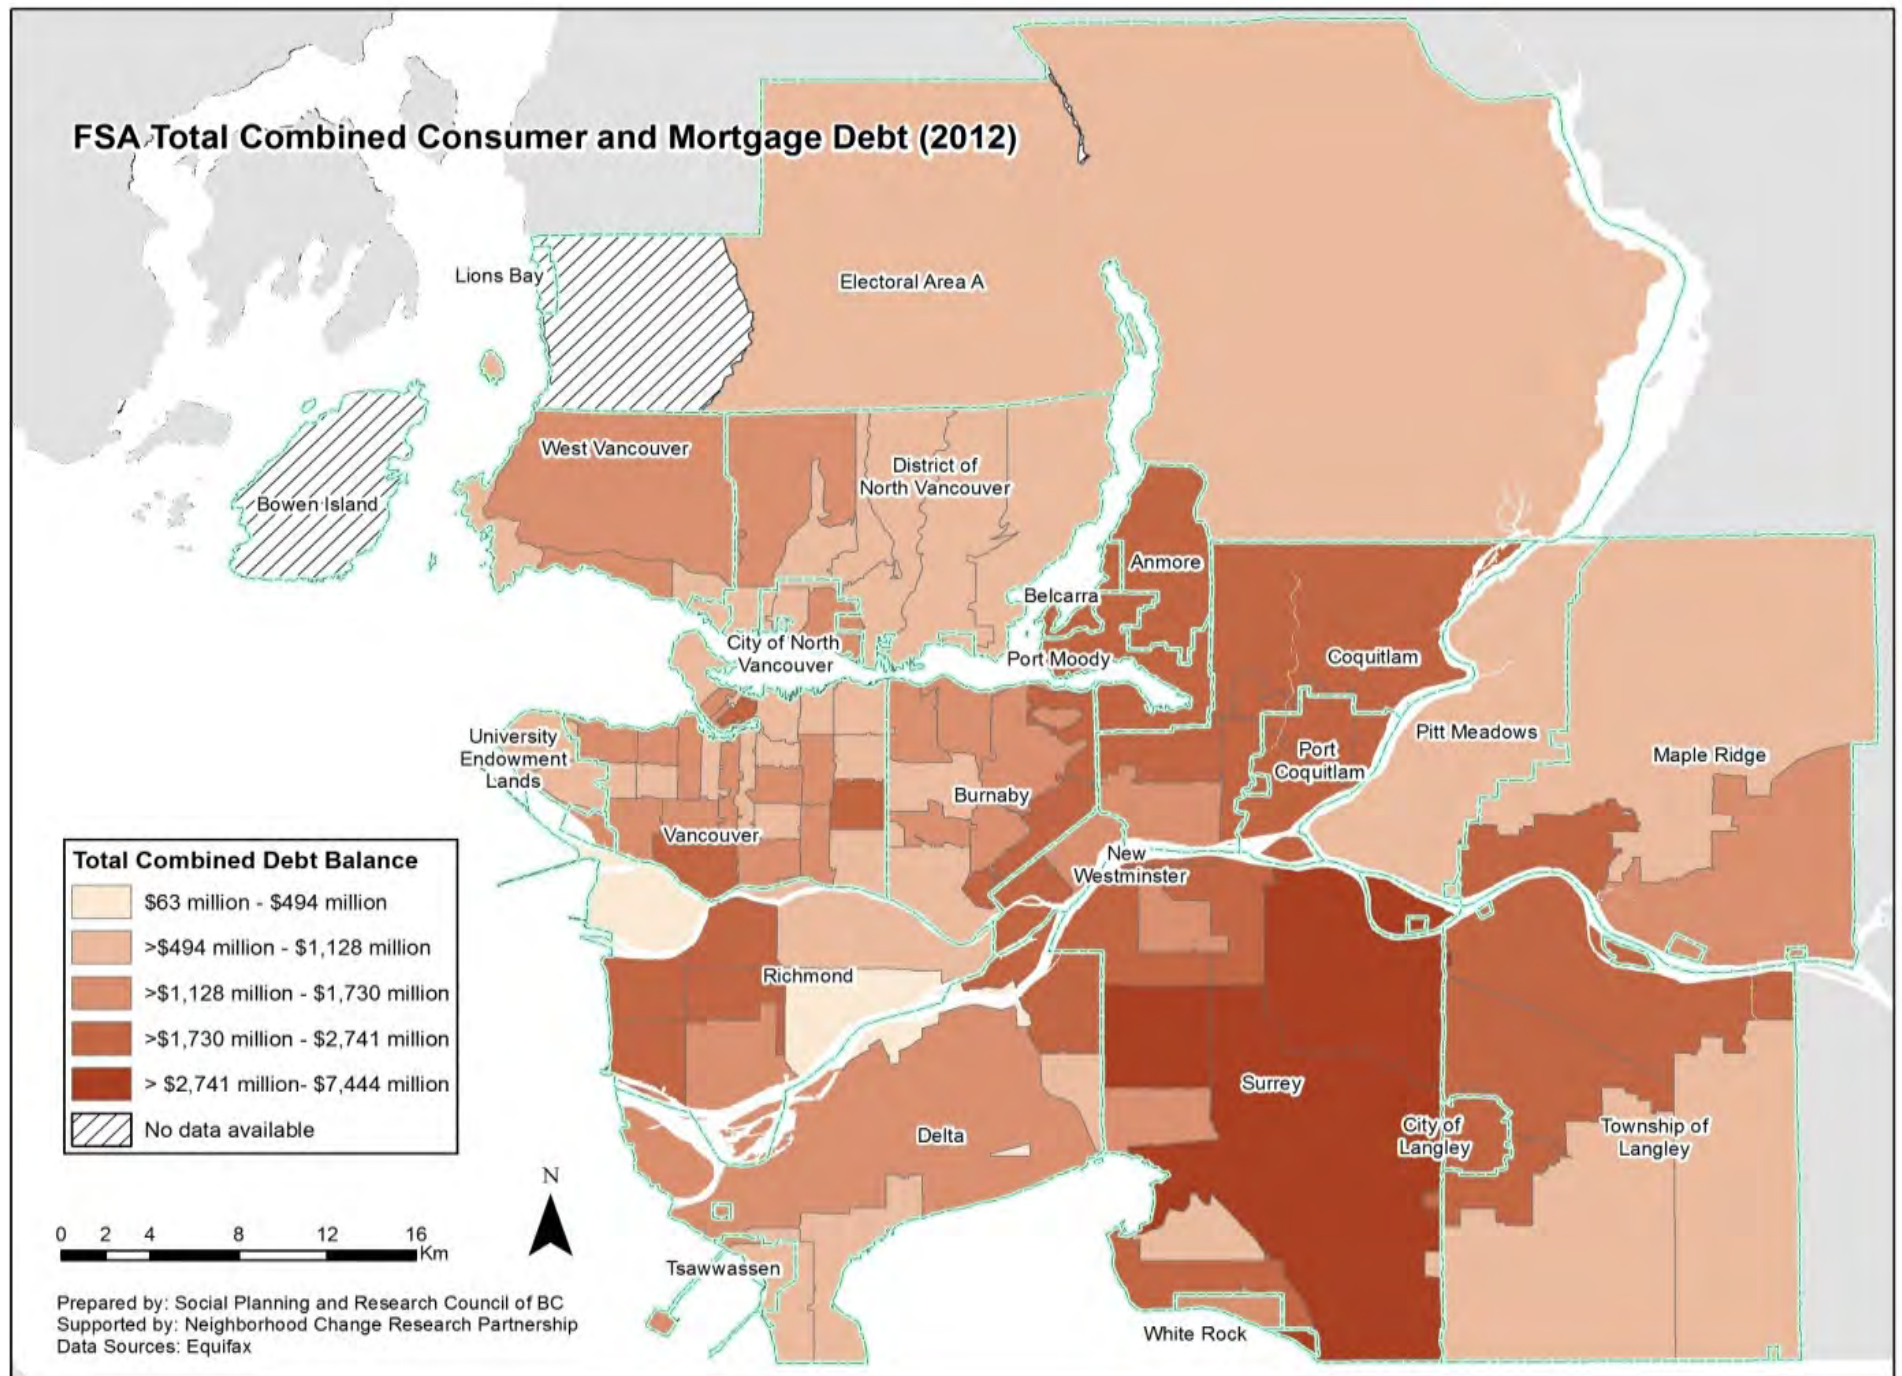 FSA Total Combined Consumer and Mortgage Debt (2012)
Lions Bay
Electoral Area A
West Vancouver
District of
North Vancouver
Bowen Island
Anmore
Belcarra
City of North
Vancouver
Port Moody
Coquitlam
University
Endowment
Lands
Pitt Meadows
Port
Coquitlam
Maple Ridge
Burnaby
Vancouver
New
Westminster
Richmond
Surrey
Delta
City of
Langley
Township of
Langley
Tsawwassen
White Rock
Total Combined Debt Balance
$63 million - $494 million
>$494 million - $1,128 million
>$1,128 million - $1,730 million
>$1,730 million - $2,741 million
> $2,741 million- $7,444 million
No data available
N
0 2 4 8 12 16
Km
Prepared by: Social Planning and Research Council of BC
Supported by: Neighborhood Change Research Partnership
Data Sources: Equifax